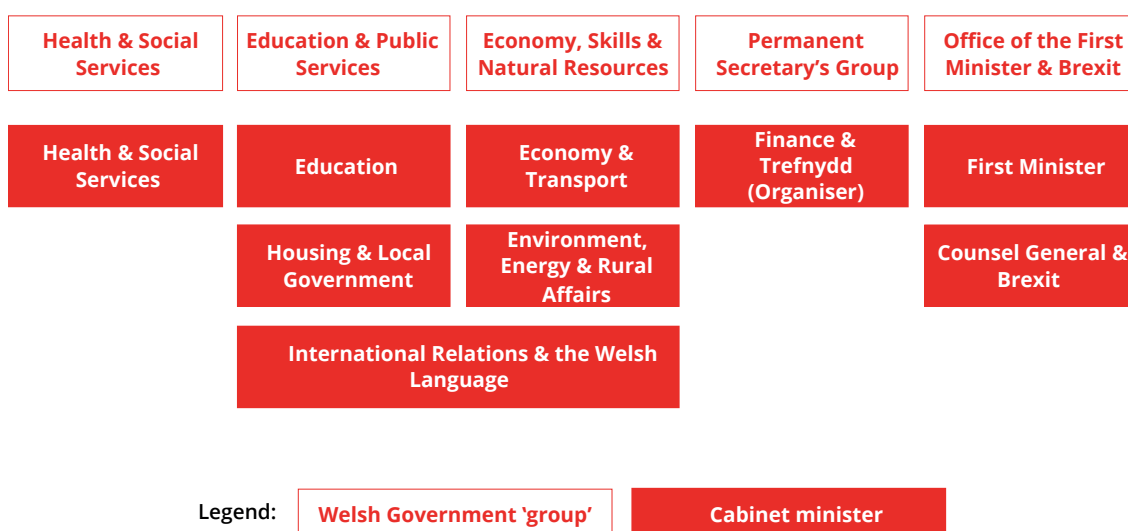 Health & Social
Services
Education & Public
Services
Economy, Skills &
Natural Resources
Permanent
Secretary’s Group
Office of the First
Minister & Brexit
Health & Social
Services
Education
Economy &
Transport
Finance &
Trefnydd
(Organiser)
First Minister
Housing & Local
Government
Environment,
Energy & Rural
Affairs
Counsel General &
Brexit
International Relations & the Welsh
Language
Legend:
Welsh Government ‘group’
Cabinet minister